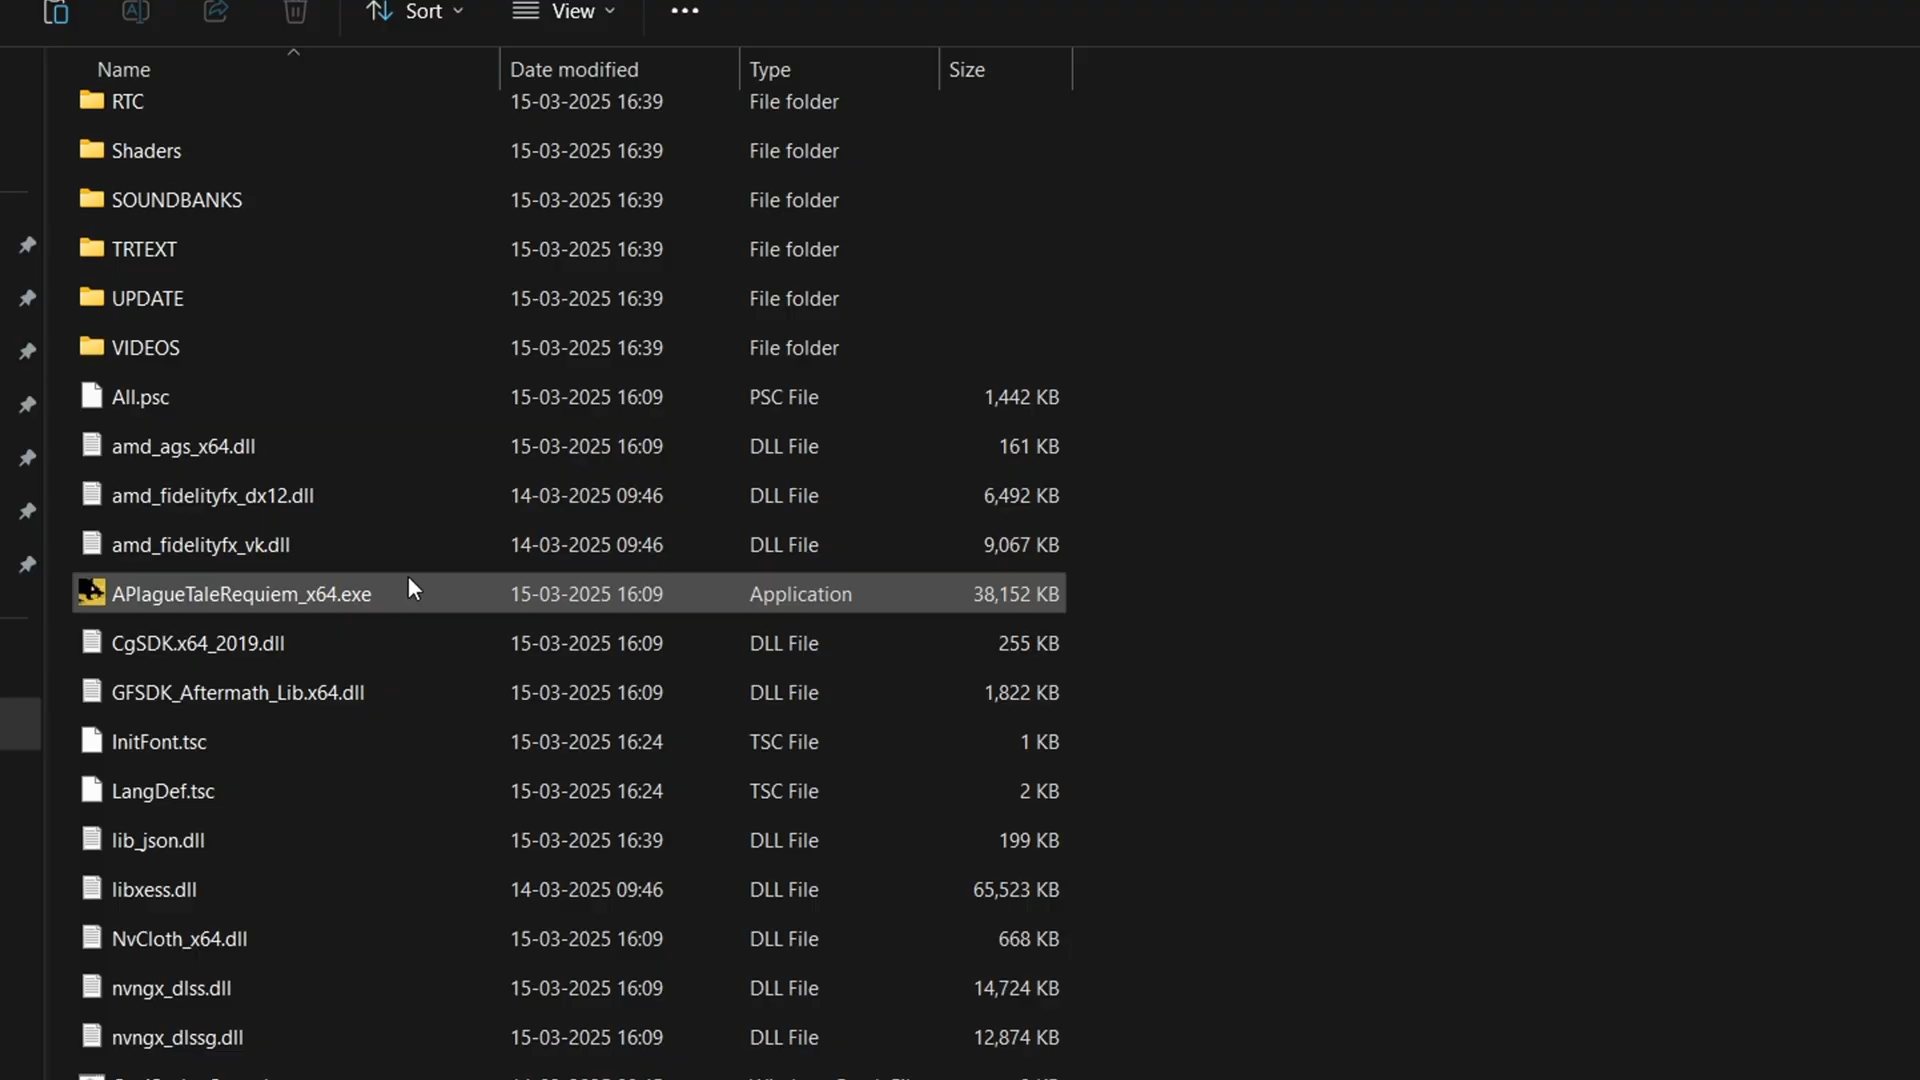 Sort View
Name Date modified Type Size
RTC 15-03-2025 16:39 File folder
Shaders 15-03-2025 16:39 File folder
SOUNDBANKS 15-03-2025 16:39 File folder
TRTEXT 15-03-2025 16:39 File folder
UPDATE 15-03-2025 16:39 File folder
VIDEOS 15-03-2025 16:39 File folder
All.psc 15-03-2025 16:09 PSC File 1,442 KB
amd_ags_x64.dll 15-03-2025 16:09 DLL File 161 KB
amd_fidelityfx_dx12.dll 14-03-2025 09:46 DLL File 6,492 KB
amd_fidelityfx_vk.dll 14-03-2025 09:46 DLL File 9,067 KB
APlagueTaleRequiem_x64.exe 15-03-2025 16:09 Application 38,152 KB
CgSDK.x64_2019.dll 15-03-2025 16:09 DLL File 255 KB
GFSDK_Aftermath_Lib.x64.dll 15-03-2025 16:09 DLL File 1,822 KB
InitFont.tsc 15-03-2025 16:24 TSC File 1 KB
LangDef.tsc 15-03-2025 16:24 TSC File 2 KB
lib_json.dll 15-03-2025 16:39 DLL File 199 KB
libxess.dll 14-03-2025 09:46 DLL File 65,523 KB
NvCloth_x64.dll 15-03-2025 16:09 DLL File 668 KB
nvngx_dlss.dll 15-03-2025 16:09 DLL File 14,724 KB
nvngx_dlssg.dll 15-03-2025 16:09 DLL File 12,874 KB